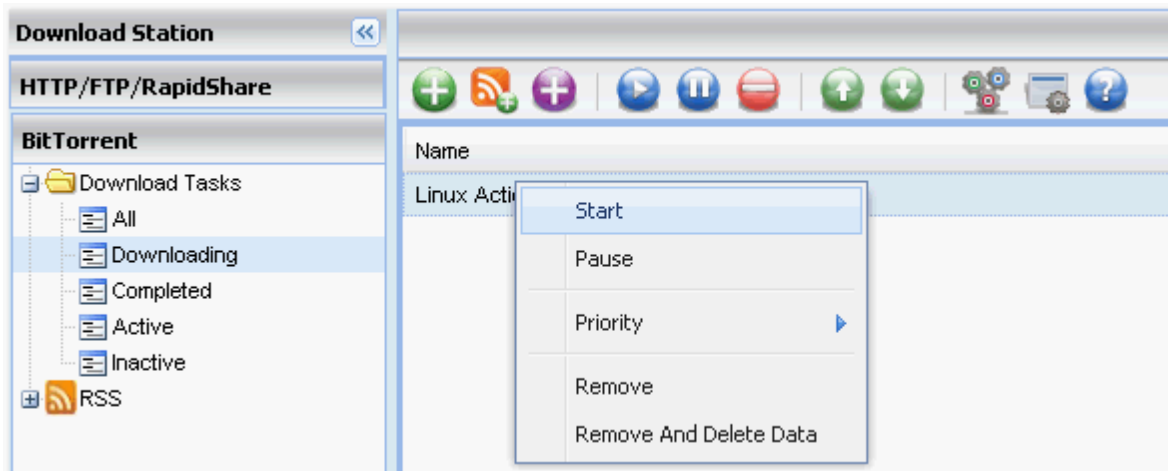 Download Station
HTTP/FTP/RapidShare
BitTorrent
Download Tasks
All
Downloading
Completed
Active
Inactive
RSS
Name
Linux
Start
Pause
Priority
Remove
Remove And Delete Data